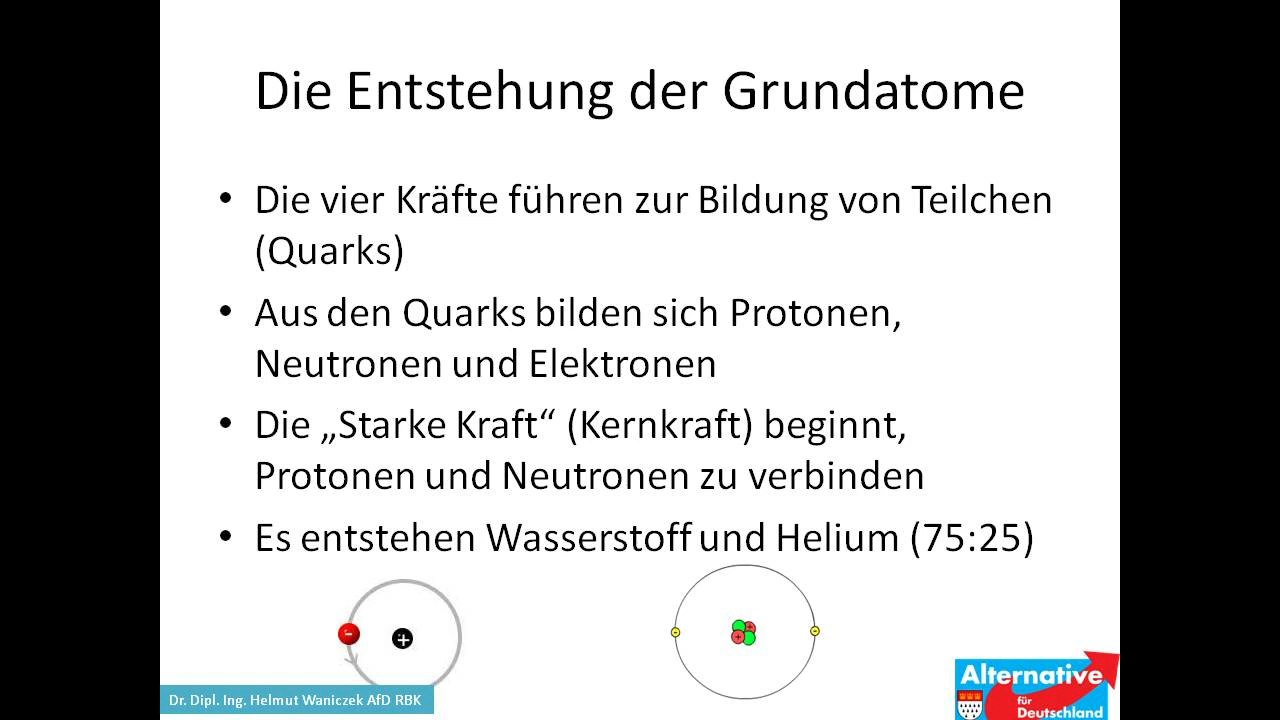 Die Entstehung der Grundatome
• Die vier Kräfte führen zur Bildung von Teilchen
(Quarks)
• Aus den Quarks bilden sich Protonen,
Neutronen und Elektronen
• Die „Starke Kraft“ (Kernkraft) beginnt,
Protonen und Neutronen zu verbinden
• Es entstehen Wasserstoff und Helium (75:25)
- +
- + + -
Dr. Dipl. Ing. Helmut Waniczek AfD RBK
Alternative
für
Deutschland